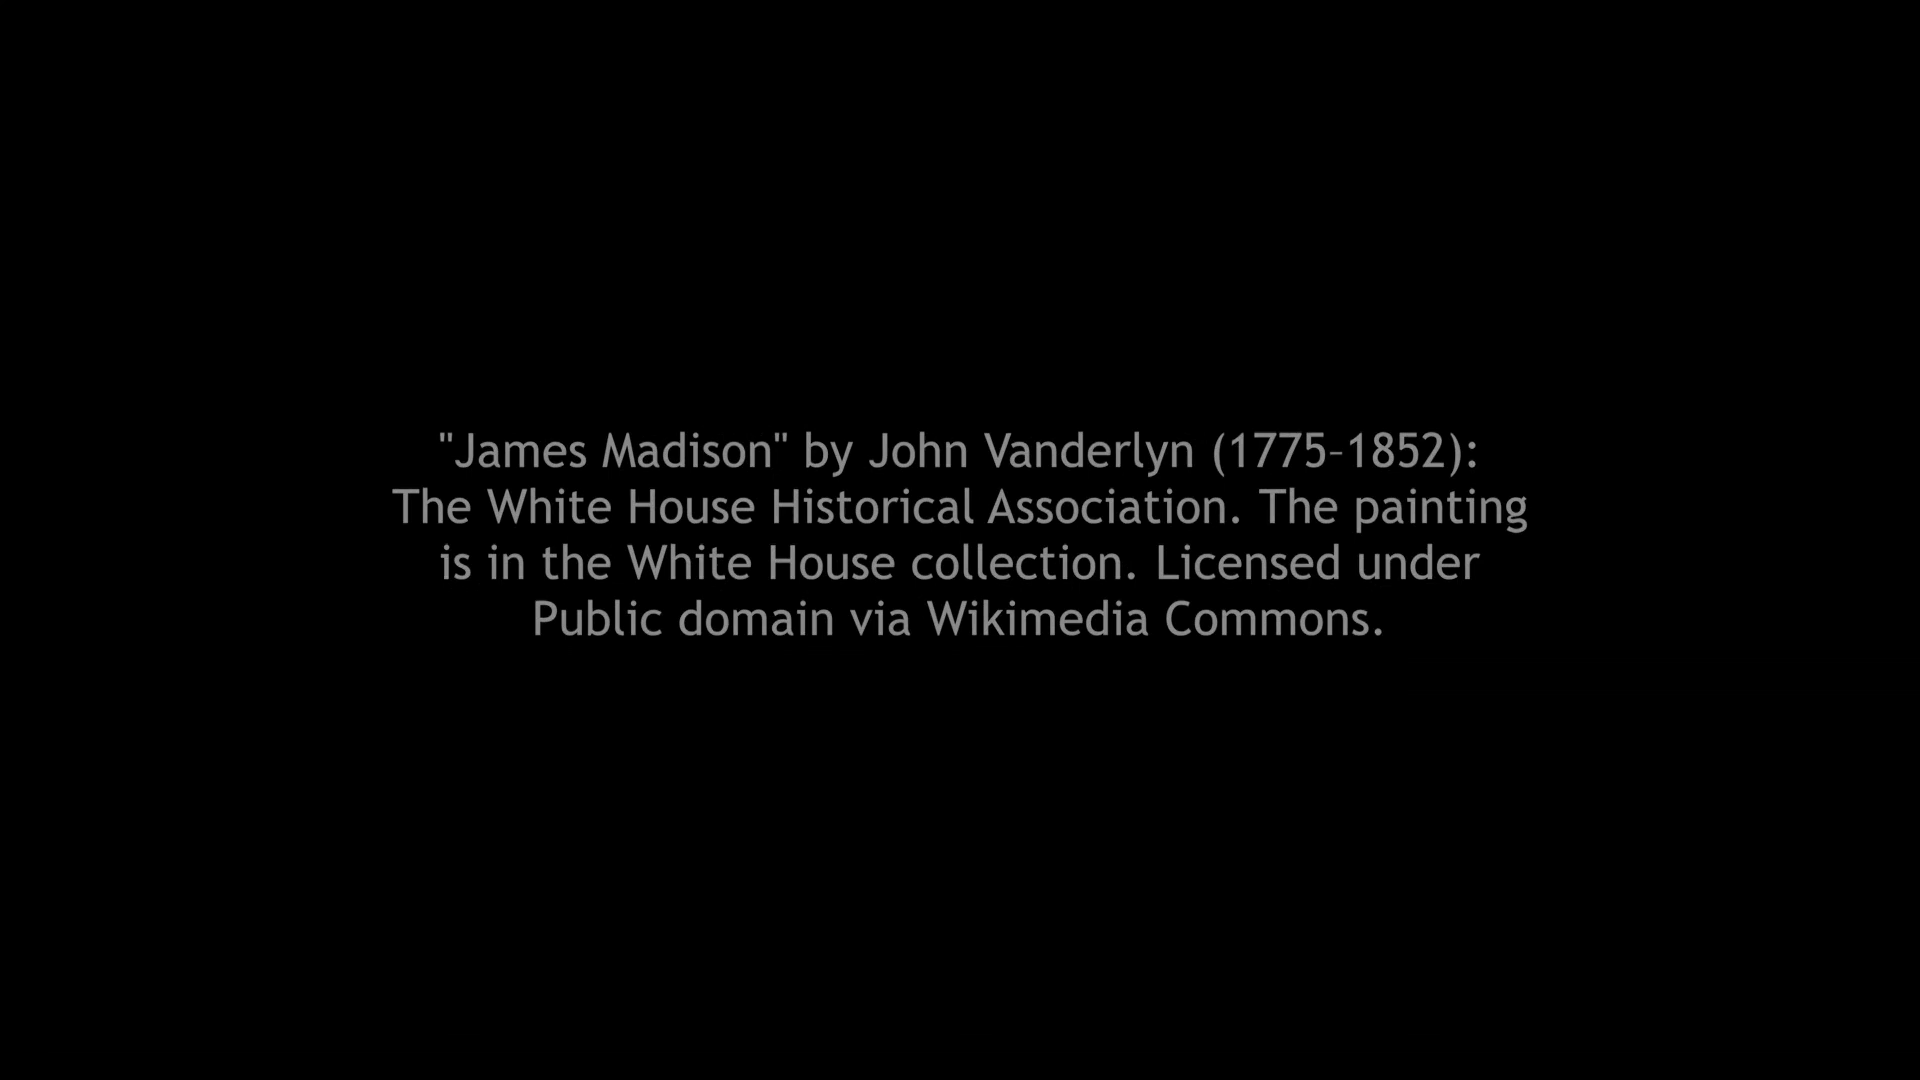 "James Madison" by John Vanderlyn (1775–1852):
The White House Historical Association. The painting
is in the White House collection. Licensed under
Public domain via Wikimedia Commons.